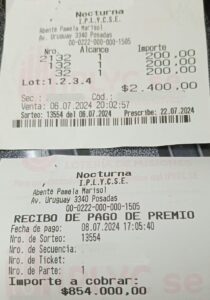 Nocturna
I.P.L.Y.C.S.E.
Abente Pamela Marisol
Av. Uruguay 3340 Posadas
00-0222-000-000-1505
Nro. Alcance Importe
132 1 200.00
32 1 500.00
2 1 200.00
Lot:1.2.3.4
$2.400.00
Sec: Cod.:
Venta: 06.07.2024 20:02:57
Sorteo: 13554 del 06.07.2024 Prescribe: 22.07.2024
Nocturna
I.P.L.Y.C.S.E.
Abente Pamela Marisol
Av. Uruguay 3340 Posadas
00-0222-000-000-1505
RECIBO DE PAGO DE PREMIO
Fecha de pago: 08.07.2024 17:05:40
Nro. de Sorteo: 13554
Nro. de Secuencia:
Nro. de Ticket:
Nro. de Parte:
Importe a cobrar:
$854.000.00